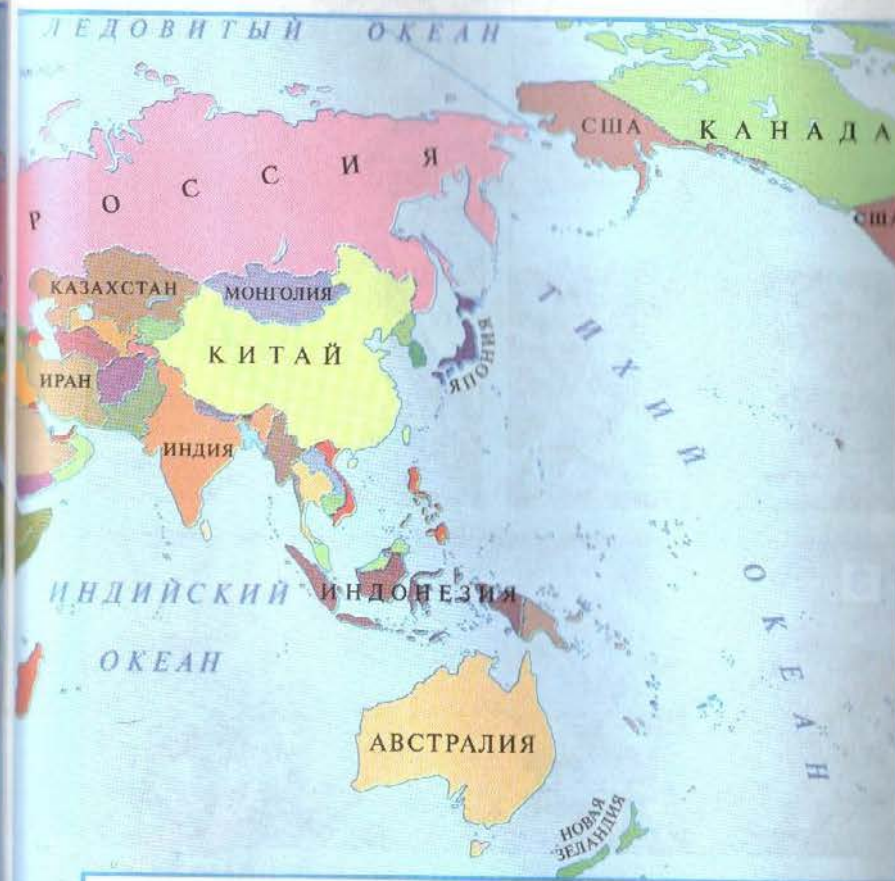 ЛЕДОВИТЫЙ ОКЕАН
США
КАНАДА
США
РОССИЯ
КАЗАХСТАН
МОНГОЛИЯ
КИТАЙ
ЯПОНИЯ
ИРАН
ИНДИЯ
ТИХИЙ ОКЕАН
ИНДИЙСКИЙ
ОКЕАН
ИНДОНЕЗИЯ
АВСТРАЛИЯ
НОВАЯ
ЗЕЛАНДИЯ